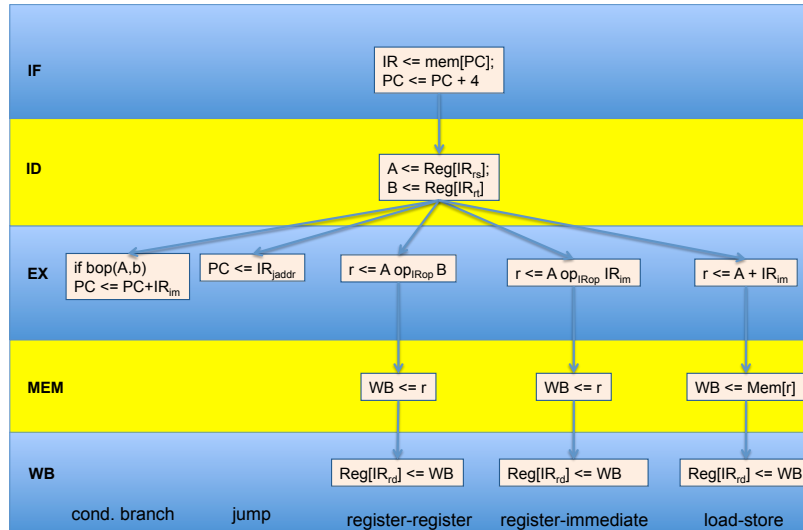 IF
IR <= mem[PC];
PC <= PC + 4
ID
A <= Reg[IRrs];
B <= Reg[IRrt]
EX
if bop(A,b)
PC <= PC+IRim
PC <= IRjaddr
r <= A opIRop B
r <= A opIRop IRim
r <= A + IRim
MEM
WB <= r
WB <= r
WB <= Mem[r]
WB
Reg[IRrd] <= WB
Reg[IRrd] <= WB
Reg[IRrd] <= WB
cond. branch
jump
register-register
register-immediate
load-store